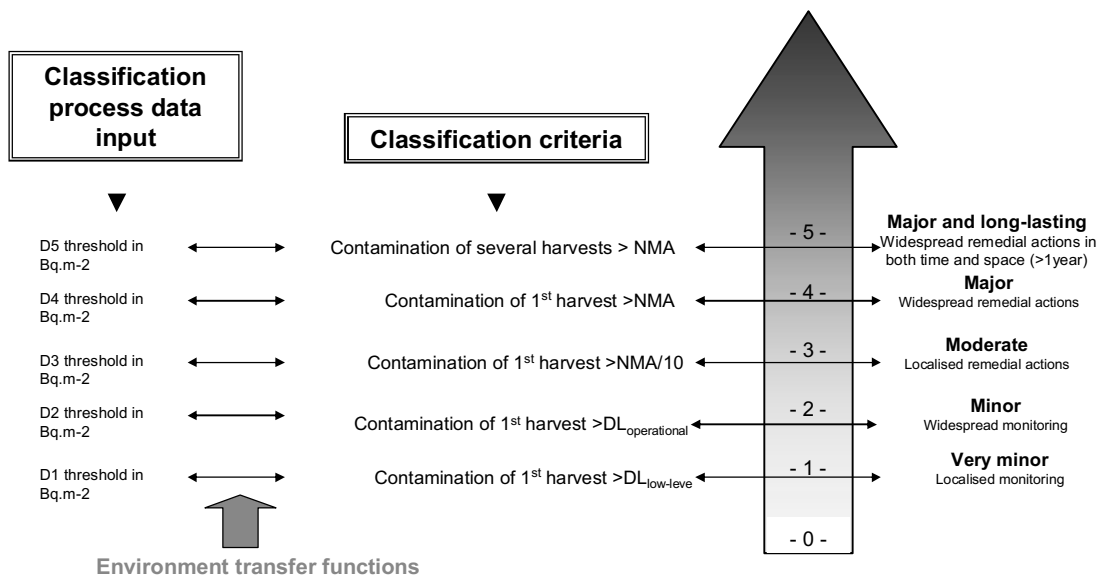 Classification
process data
input
Classification criteria
D5 threshold in
Bq.m-2
Contamination of several harvests > NMA
- 5 -
Major and long-lasting
Widespread remedial actions in
both time and space (>1year)
D4 threshold in
Bq.m-2
Contamination of 1st harvest >NMA
- 4 -
Major
Widespread remedial actions
D3 threshold in
Bq.m-2
Contamination of 1st harvest >NMA/10
- 3 -
Moderate
Localised remedial actions
D2 threshold in
Bq.m-2
Contamination of 1st harvest >DLoperational
- 2 -
Minor
Widespread monitoring
D1 threshold in
Bq.m-2
Contamination of 1st harvest >DLlow-leve
- 1 -
Very minor
Localised monitoring
- 0 -
Environment transfer functions